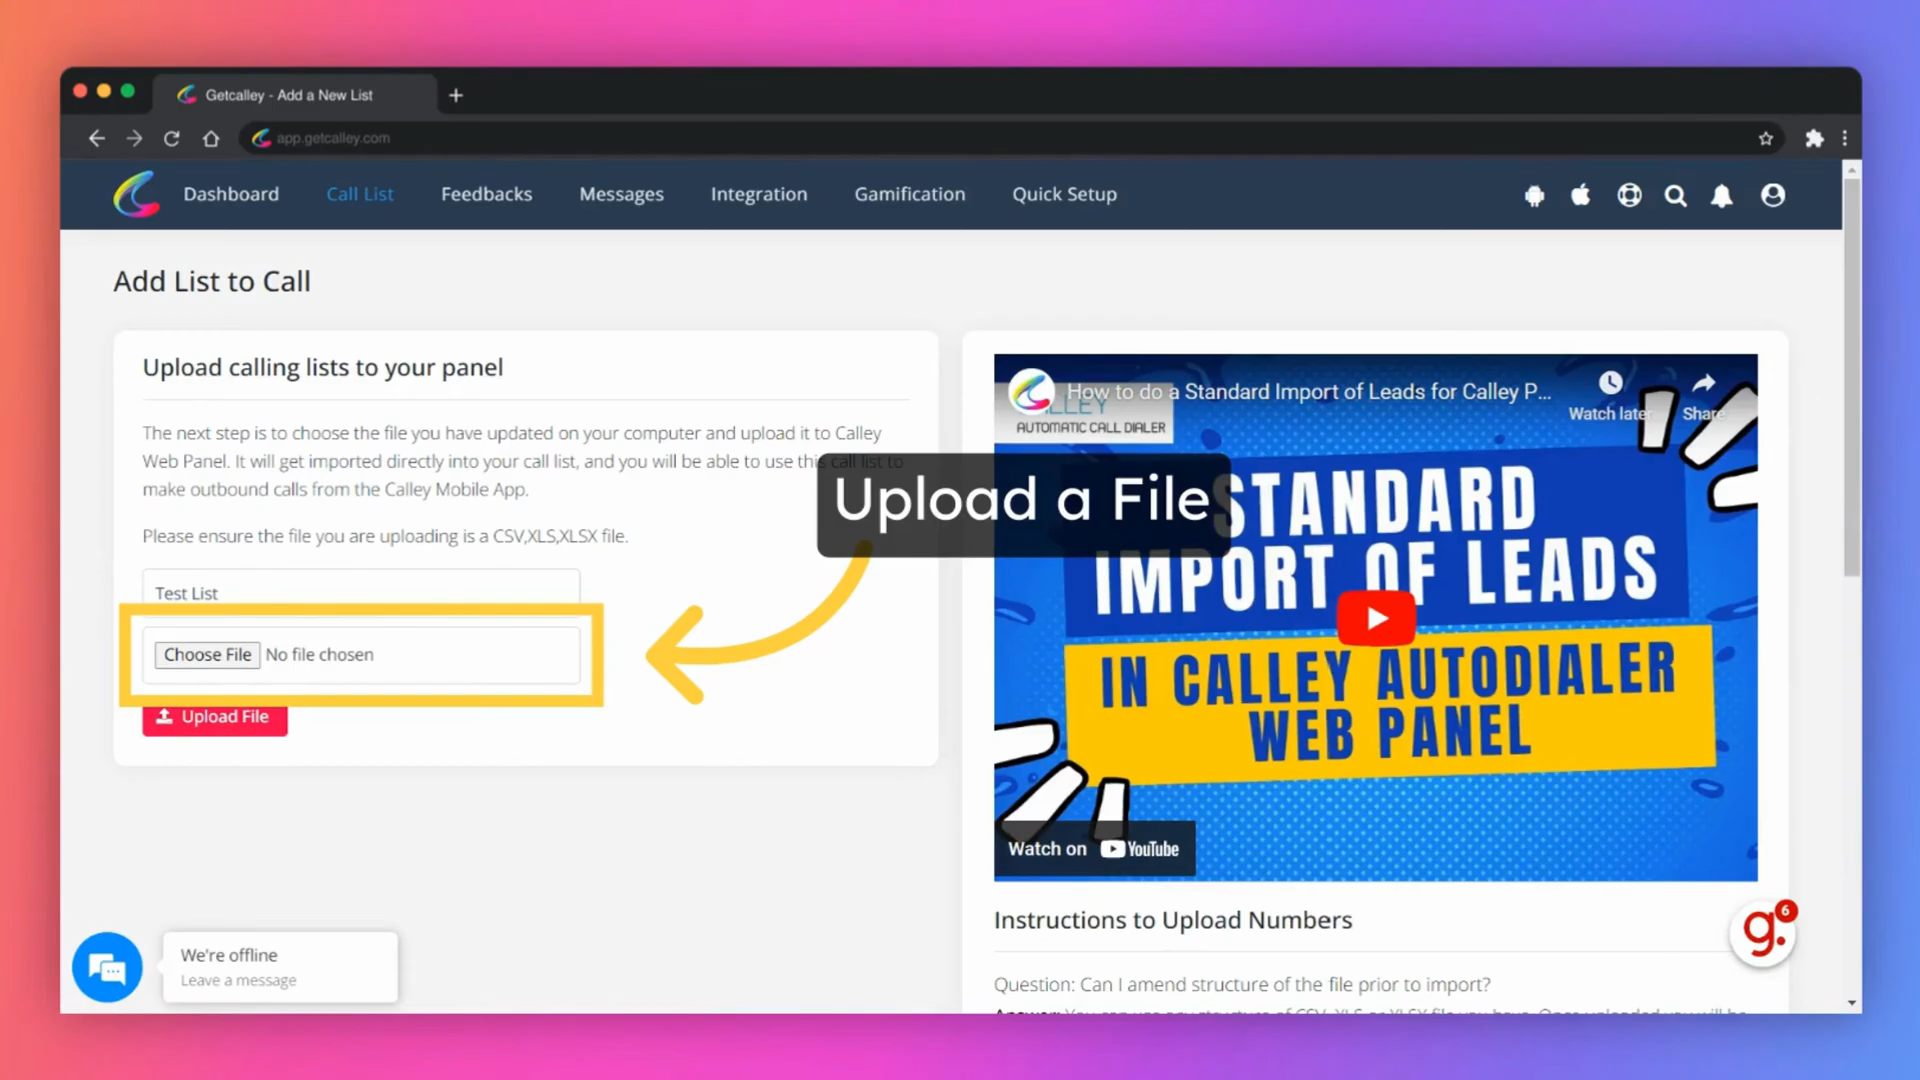 Getcalley - Add a New List
app.getcalley.com
Dashboard
Call List
Feedbacks
Messages
Integration
Gamification
Quick Setup
Add List to Call
Upload calling lists to your panel
The next step is to choose the file you have updated on your computer and upload it to Calley
Web Panel. It will get imported directly into your call list, and you will be able to use this call list to
make outbound calls from the Calley Mobile App.
Please ensure the file you are uploading is a CSV,XLS,XLSX file.
Test List
Choose File No file chosen
Upload File
Upload a File
How to do a Standard Import of Leads for Calley P...
Watch later
Share
AUTOMATIC CALL DIALER
STANDARD
IMPORT OF LEADS
IN CALLEY AUTODIALER
WEB PANEL
Watch on YouTube
Instructions to Upload Numbers
Question: Can I amend structure of the file prior to import?
We're offline
Leave a message
g.
6